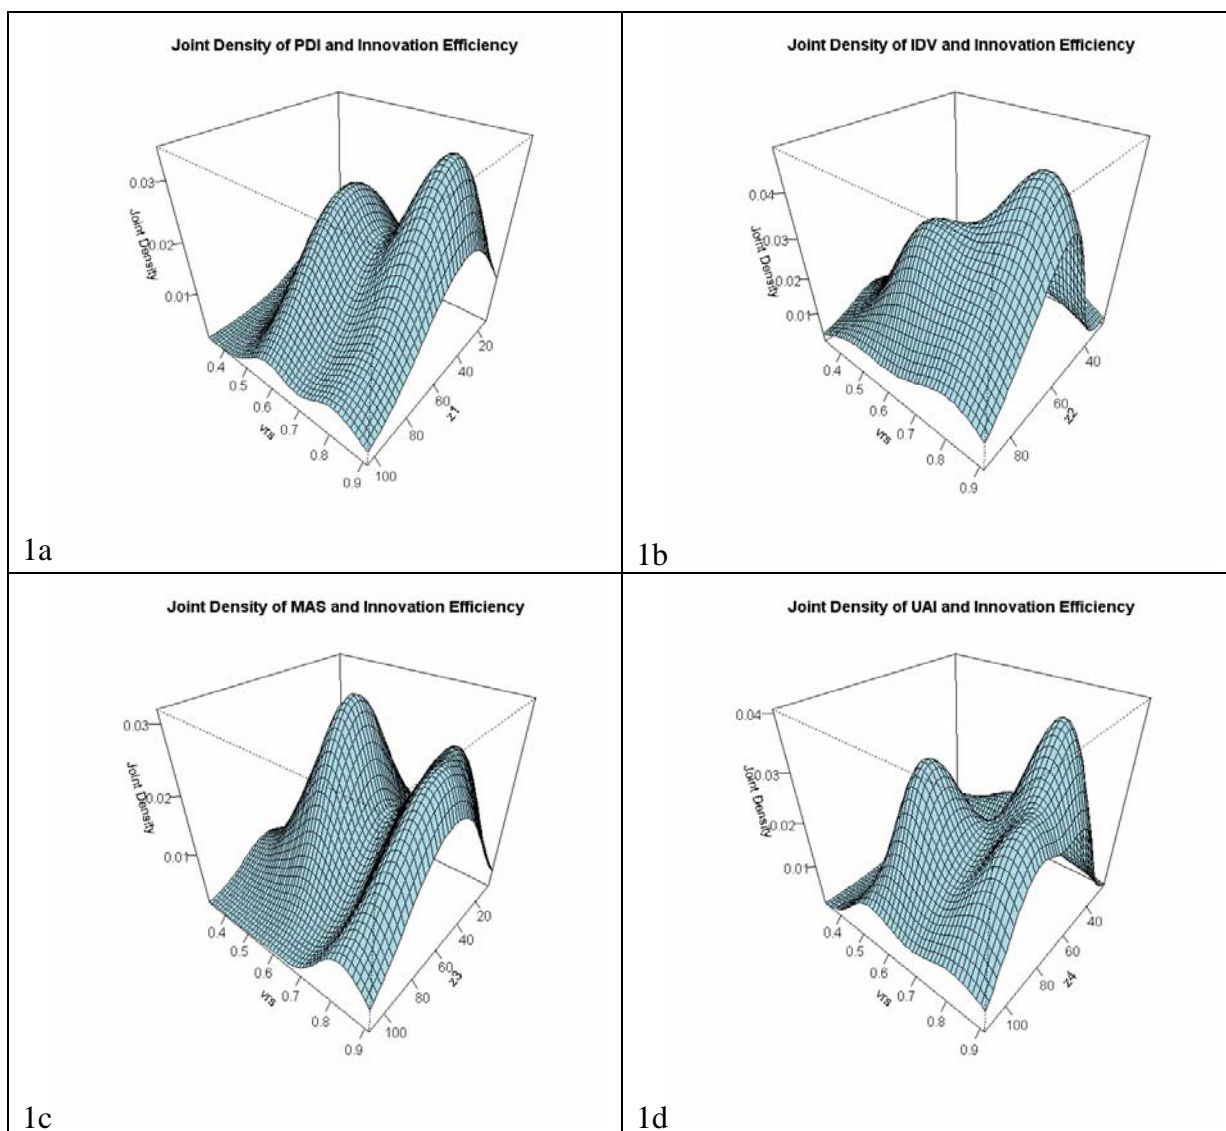 Joint Density of PDI and Innovation Efficiency
0.03
0.02
0.01
Joint Density
0.4
0.5
0.6
0.7
0.8
0.9
vrs
20
40
60
80
100
z1
1a
Joint Density of IDV and Innovation Efficiency
0.04
0.03
0.02
0.01
Joint Density
0.4
0.5
0.6
0.7
0.8
0.9
vrs
40
60
80
z2
1b
Joint Density of MAS and Innovation Efficiency
0.03
0.02
0.01
Joint Density
0.4
0.5
0.6
0.7
0.8
0.9
vrs
20
40
60
80
100
z3
1c
Joint Density of UAI and Innovation Efficiency
0.04
0.03
0.02
0.01
Joint Density
0.4
0.5
0.6
0.7
0.8
0.9
vrs
40
60
80
100
z4
1d